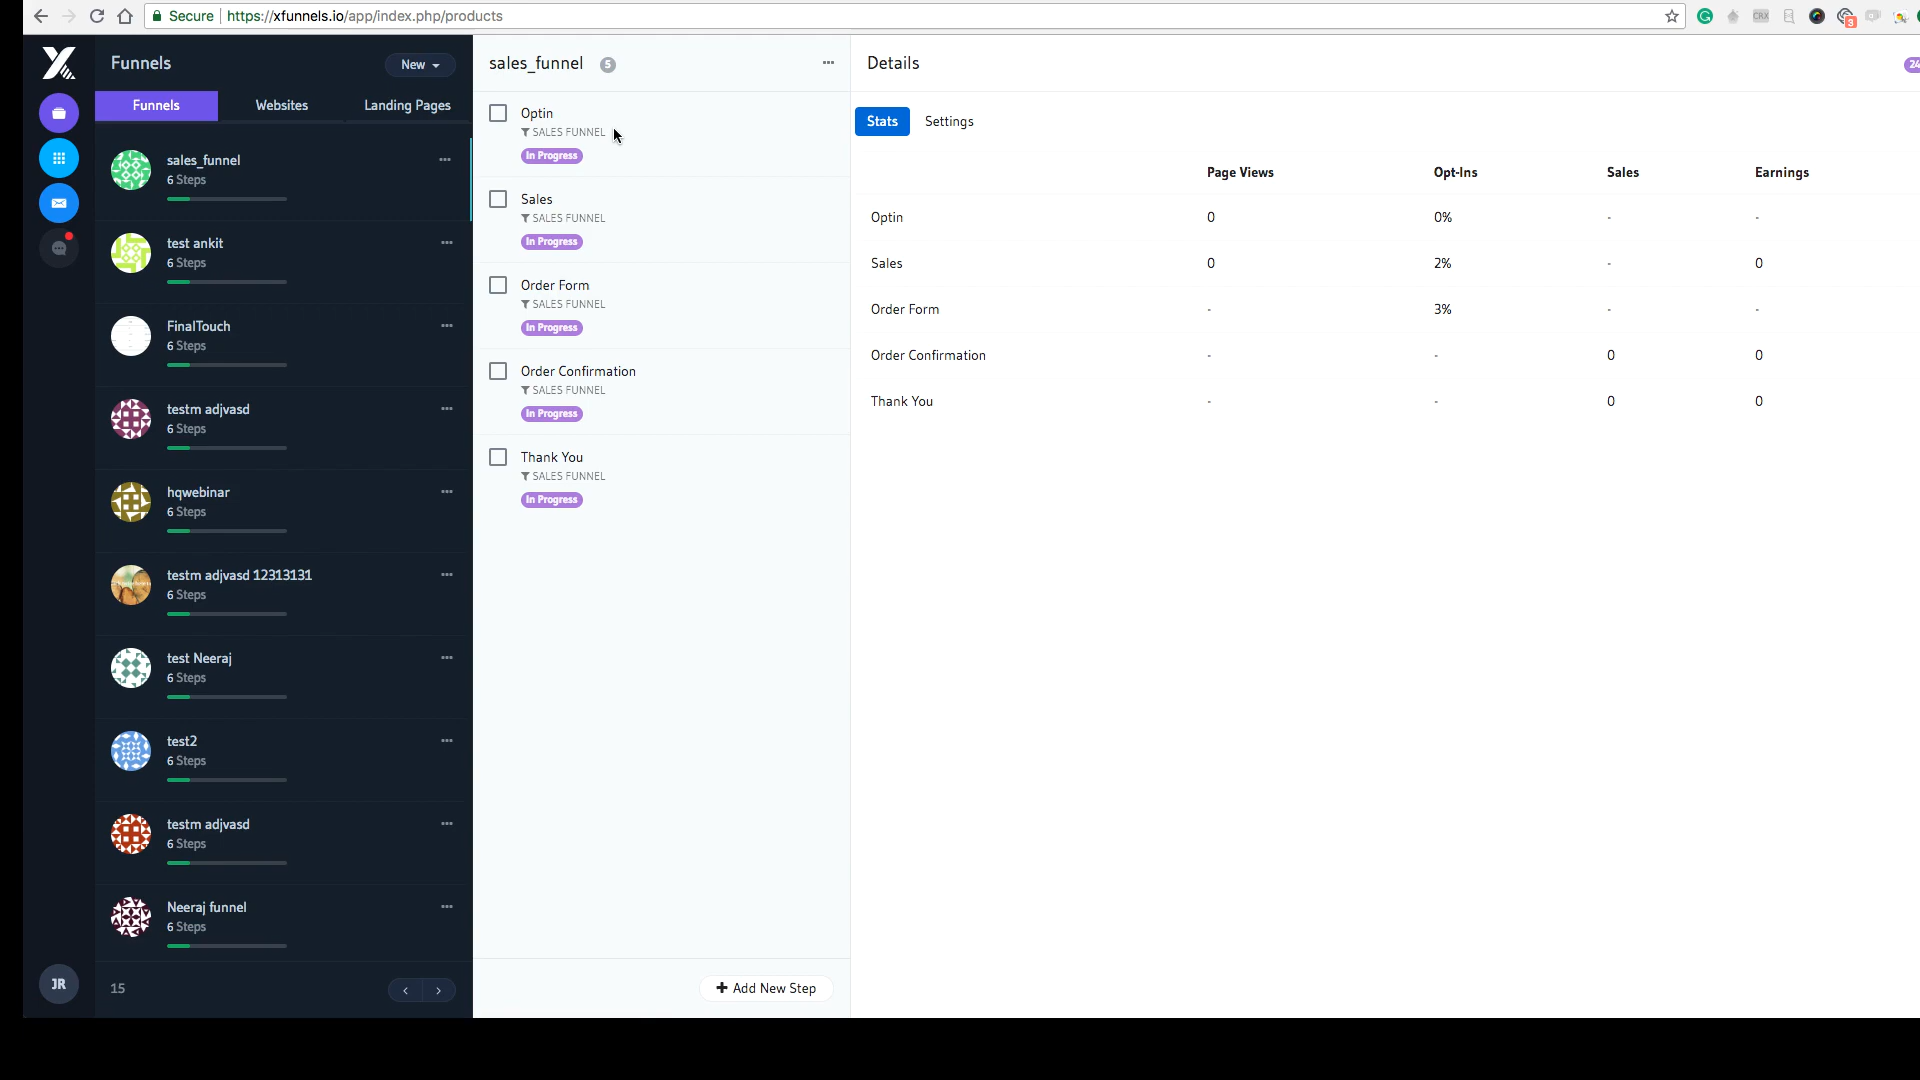 Secure
https://xfunnels.io/app/index.php/products
CRX
3
Funnels
New
Funnels
Websites
Landing Pages
sales_funnel
6 Steps
test ankit
6 Steps
FinalTouch
6 Steps
testm adjvasd
6 Steps
hqwebinar
6 Steps
testm adjvasd 12313131
6 Steps
test Neeraj
6 Steps
test2
6 Steps
testm adjvasd
6 Steps
Neeraj funnel
6 Steps
JR
15
sales_funnel 5
Optin
SALES FUNNEL
In Progress
Sales
SALES FUNNEL
In Progress
Order Form
SALES FUNNEL
In Progress
Order Confirmation
SALES FUNNEL
In Progress
Thank You
SALES FUNNEL
In Progress
+ Add New Step
Details
24
Stats
Settings
Page Views Opt-Ins Sales Earnings
Optin 0 0% - -
Sales 0 2% - 0
Order Form - 3% - -
Order Confirmation - - 0 0
Thank You - - 0 0